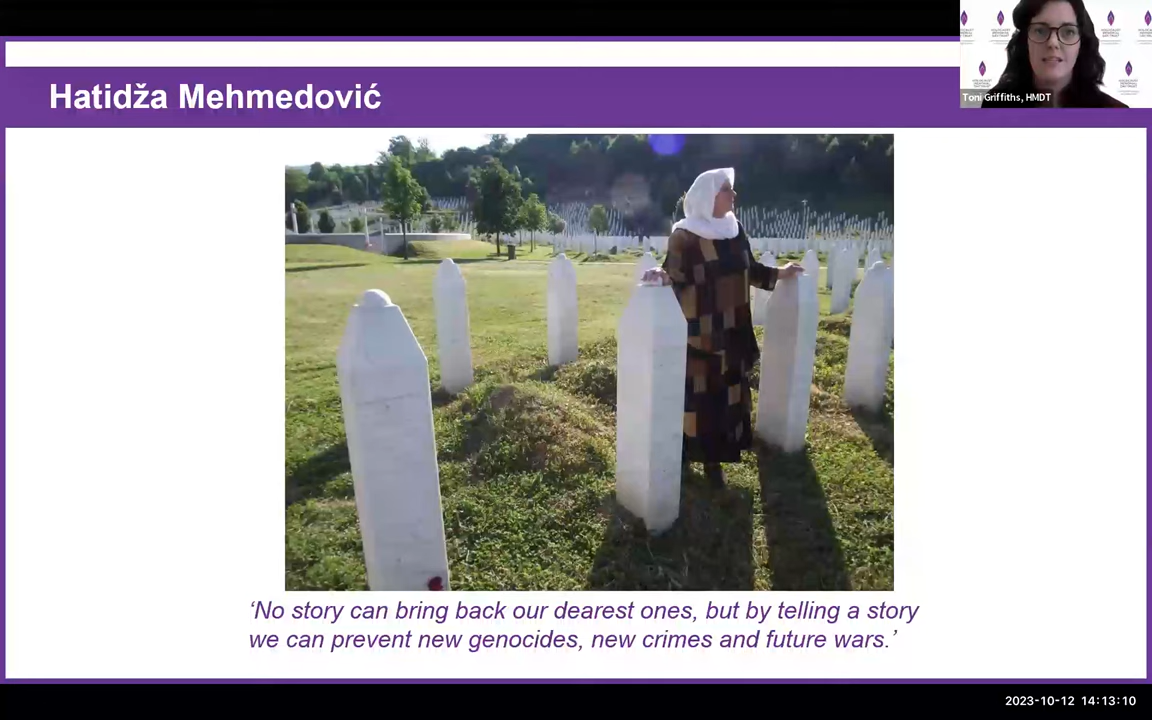 Hatidža Mehmedović
Toni Griffiths, HMDT
‘No story can bring back our dearest ones, but by telling a story
we can prevent new genocides, new crimes and future wars.’
2023-10-12 14:13:10